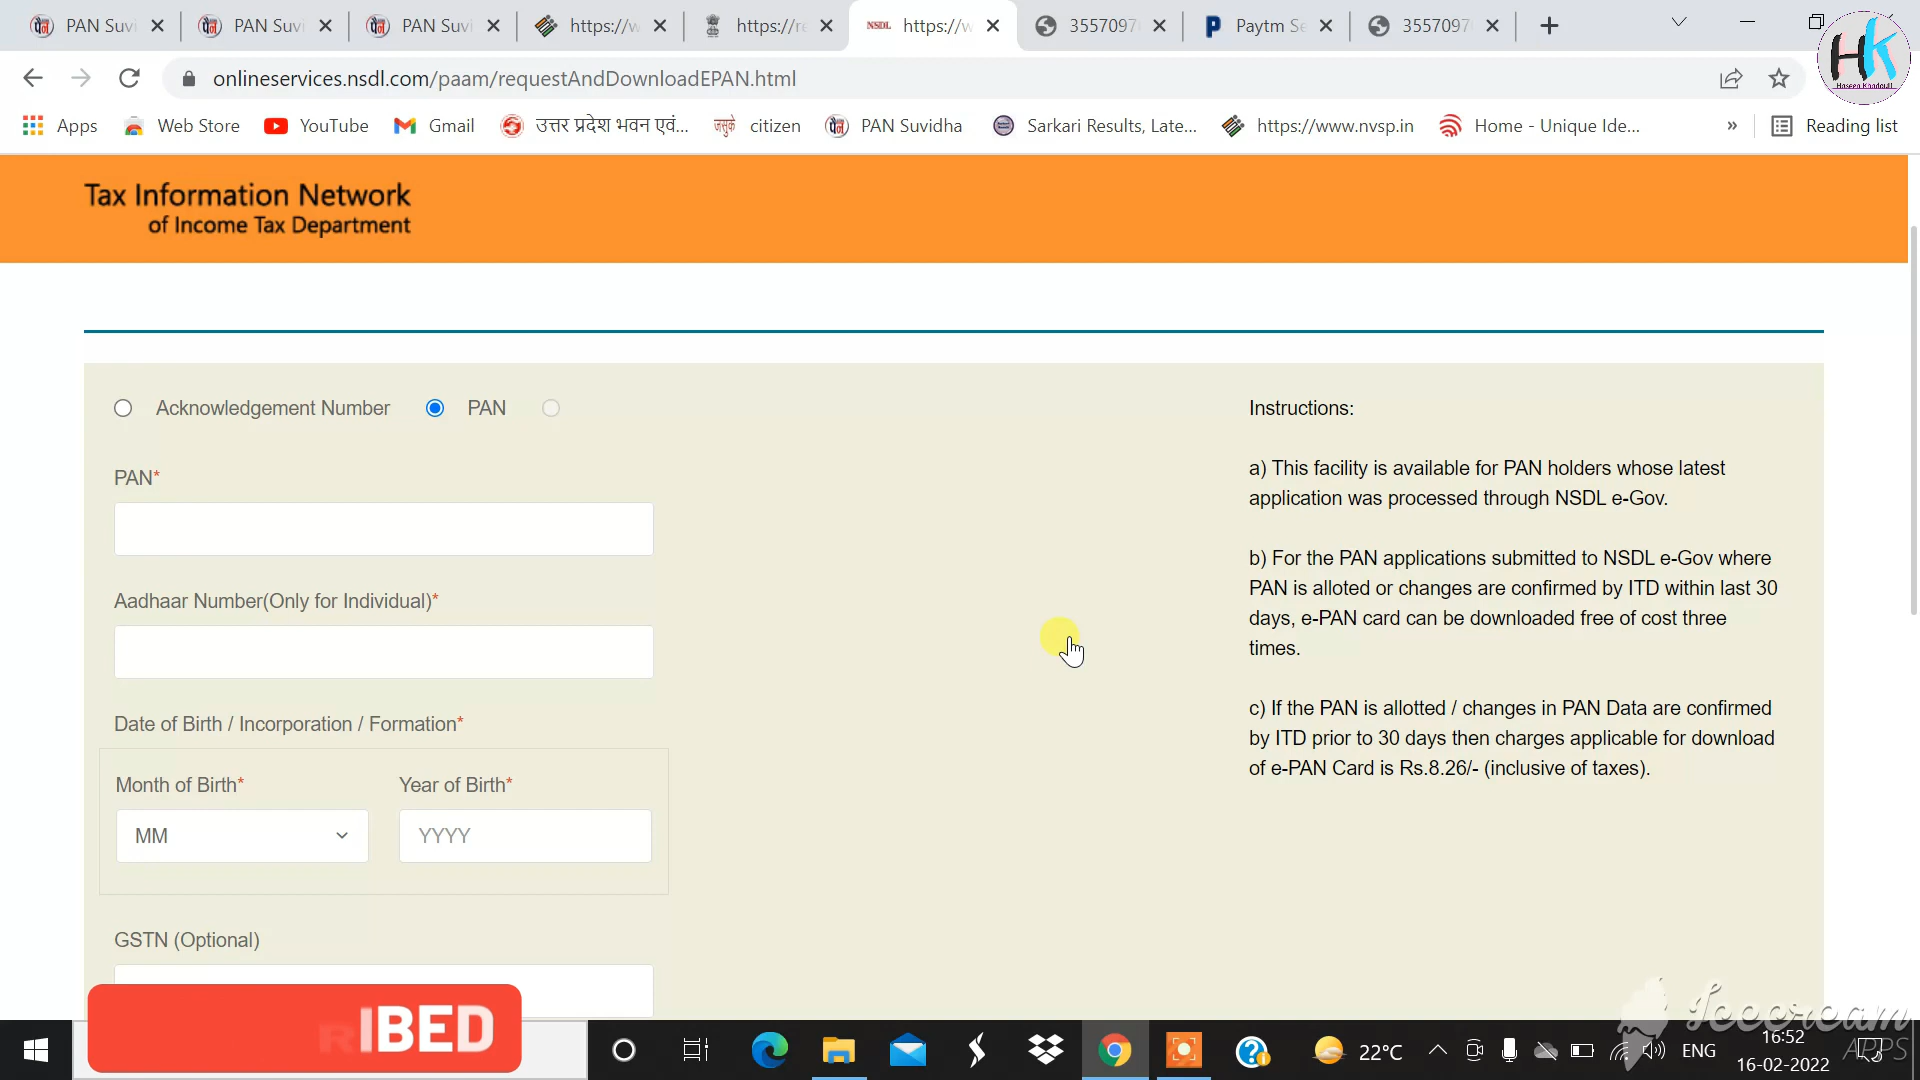 PAN Suvi
PAN Suvi
PAN Suvi
https://w
https://re
NSDL
https://w
3557097
Paytm Se
355709
HK
onlineservices.nsdl.com/paam/requestAndDownloadEPAN.html
Apps
Web Store
YouTube
Gmail
उत्तर प्रदेश भवन एवं...
citizen
PAN Suvidha
Sarkari Results, Late...
https://www.nvsp.in
Home - Unique Ide...
»
Reading list
Tax Information Network
of Income Tax Department
Acknowledgement Number
PAN
PAN*
Aadhaar Number(Only for Individual)*
Date of Birth / Incorporation / Formation*
Month of Birth*
Year of Birth*
MM
YYYY
GSTN (Optional)
Instructions:
a) This facility is available for PAN holders whose latest
application was processed through NSDL e-Gov.
b) For the PAN applications submitted to NSDL e-Gov where
PAN is alloted or changes are confirmed by ITD within last 30
days, e-PAN card can be downloaded free of cost three
times.
c) If the PAN is allotted / changes in PAN Data are confirmed
by ITD prior to 30 days then charges applicable for download
of e-PAN Card is Rs.8.26/- (inclusive of taxes).
RIBED
22°C
ENG
16:52
16-02-2022
Icecream
APPS